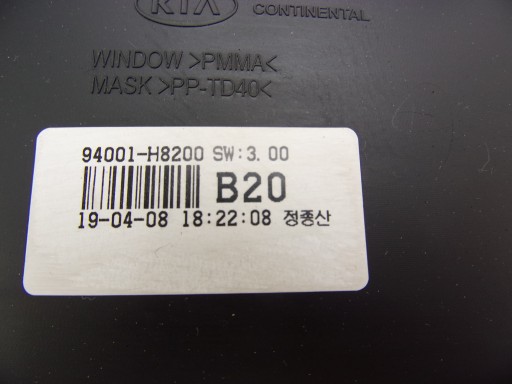 KIA
CONTINENTAL
WINDOW >PMMA<
MASK >PP-TD40<
94001-H8200 SW:3.00
B20
19-04-08 18:22:08 정종산